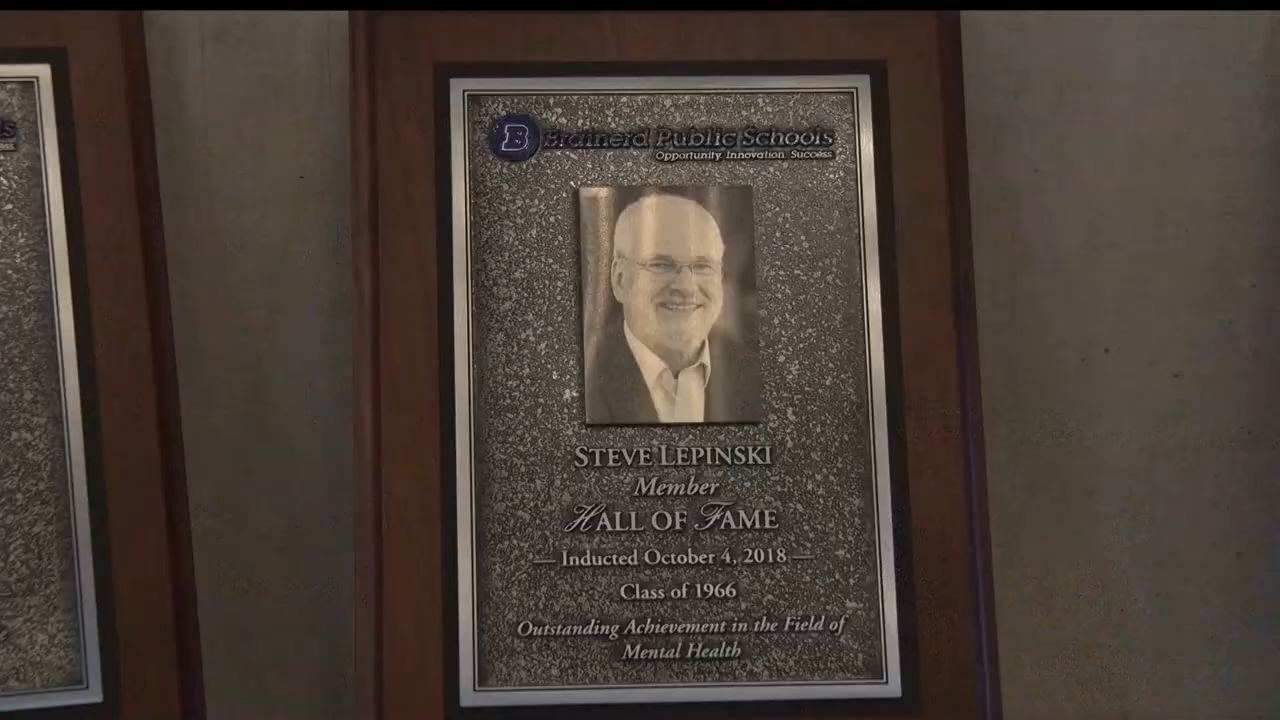 B Brainerd Public Schools
Opportunity. Innovation. Success
STEVE LEPINSKI
Member
HALL OF FAME
— Inducted October 4, 2018 —
Class of 1966
Outstanding Achievement in the Field of
Mental Health